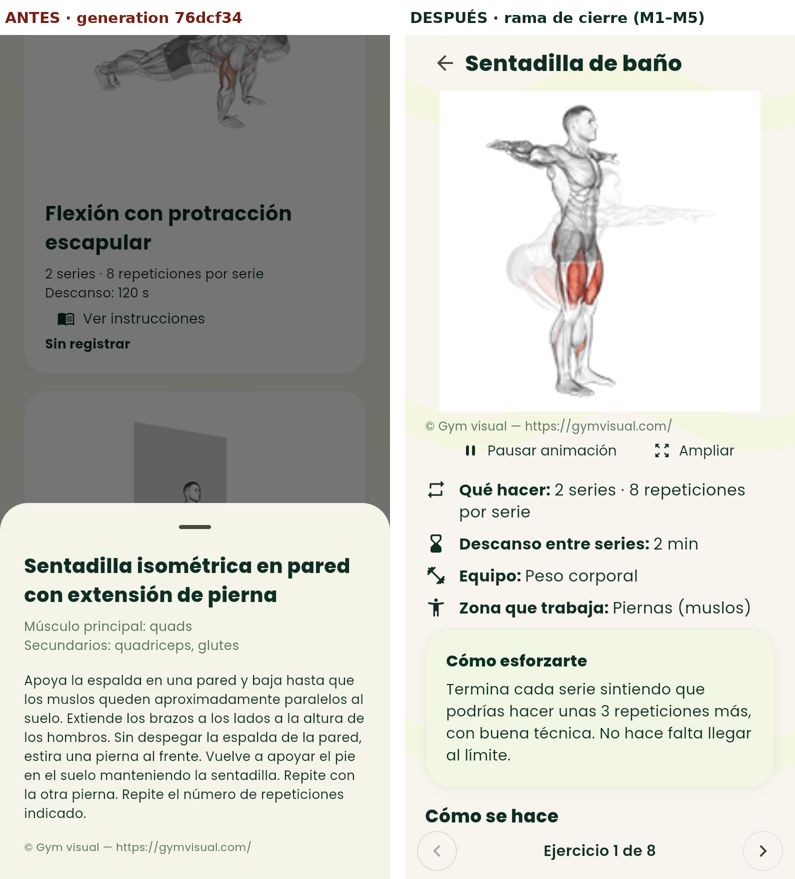 ANTES · generation 76dcf34
Flexión con protracción
escapular
2 series · 8 repeticiones por serie
Descanso: 120 s
Ver instrucciones
Sin registrar
Sentadilla isométrica en pared
con extensión de pierna
Músculo principal: quads
Secundarios: quadriceps, glutes
Apoya la espalda en una pared y baja hasta que
los muslos queden aproximadamente paralelos al
suelo. Extiende los brazos a los lados a la altura de
los hombros. Sin despegar la espalda de la pared,
estira una pierna al frente. Vuelve a apoyar el pie
en el suelo manteniendo la sentadilla. Repite con
la otra pierna. Repite el número de repeticiones
indicado.
© Gym visual — https://gymvisual.com/
DESPUÉS · rama de cierre (M1–M5)
Sentadilla de baño
© Gym visual — https://gymvisual.com/
Pausar animación
Ampliar
Qué hacer: 2 series · 8 repeticiones
por serie
Descanso entre series: 2 min
Equipo: Peso corporal
Zona que trabaja: Piernas (muslos)
Cómo esforzarte
Termina cada serie sintiendo que
podrías hacer unas 3 repeticiones más,
con buena técnica. No hace falta llegar
al límite.
Cómo se hace
Ejercicio 1 de 8